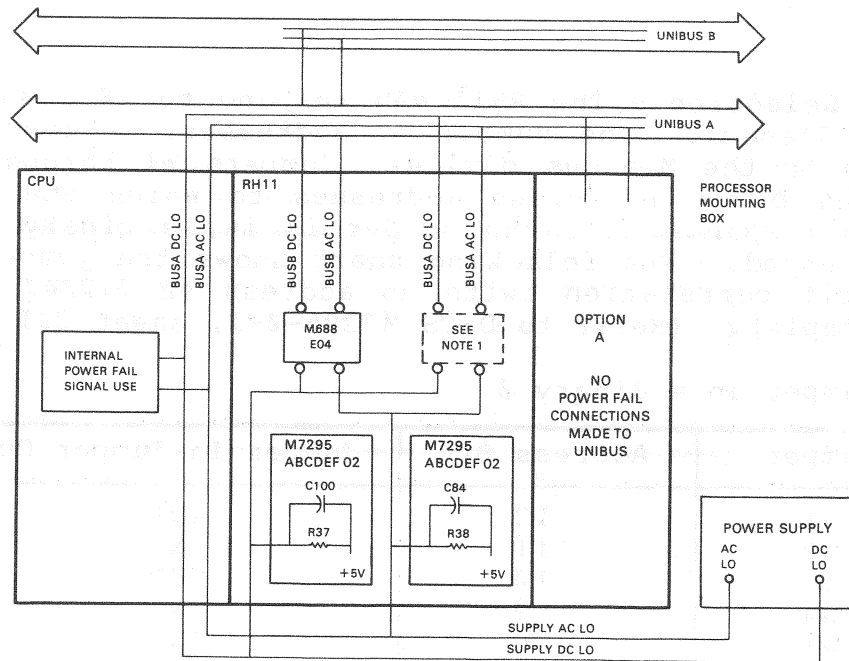 UNIBUS B
UNIBUS A
CPU
RH11
PROCESSOR
MOUNTING
BOX
BUSA DC LO
BUSA AC LO
BUSB DC LO
BUSB AC LO
BUSA DC LO
BUSA AC LO
M688
E04
SEE
NOTE 1
OPTION
A
NO
POWER FAIL
CONNECTIONS
MADE TO
UNIBUS
INTERNAL
POWER FAIL
SIGNAL USE
M7295
ABCDEF 02
C100
R37
+5V
M7295
ABCDEF 02
C84
R38
+5V
POWER SUPPLY
AC
LO
DC
LO
SUPPLY AC LO
SUPPLY DC LO